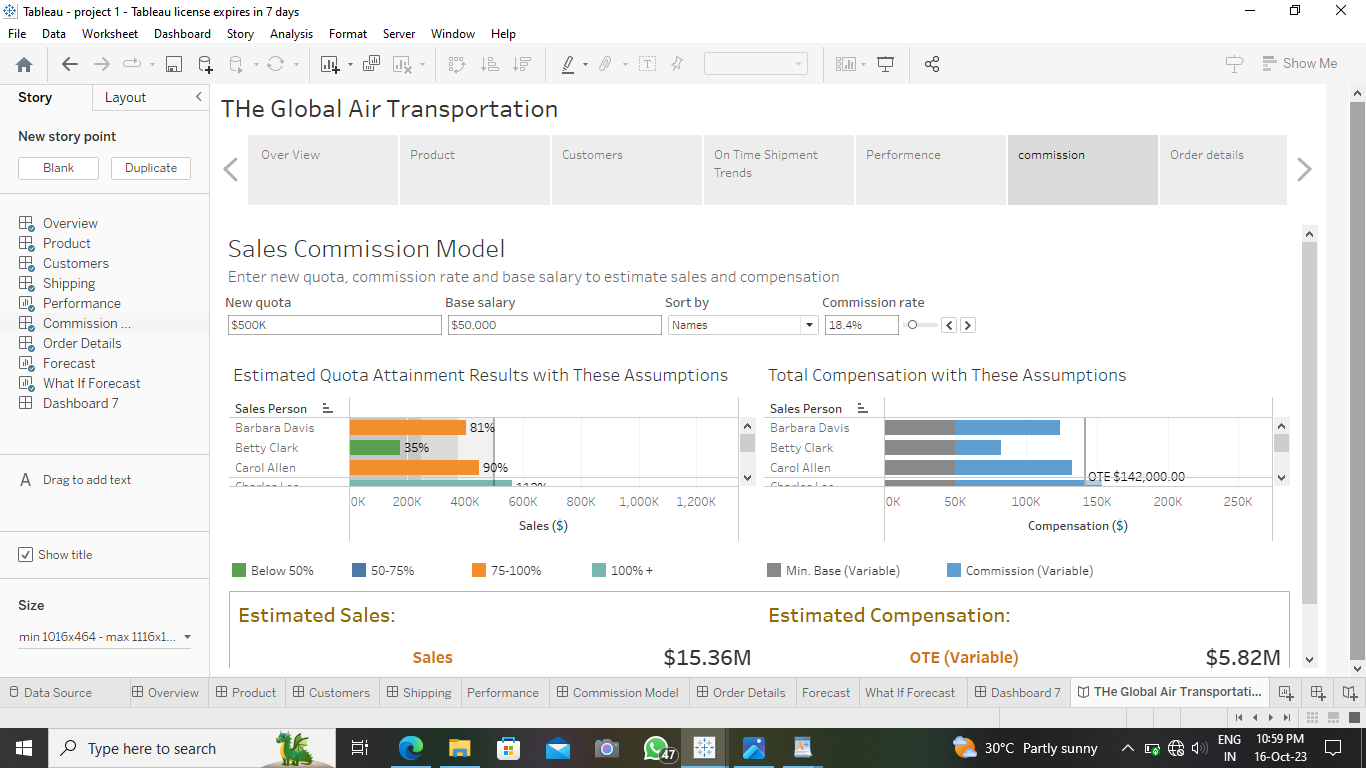 Tableau - project 1 - Tableau license expires in 7 days
File Data Worksheet Dashboard Story Analysis Format Server Window Help
Show Me
Story Layout
New story point
Blank Duplicate
Overview
Product
Customers
Shipping
Performance
Commission ...
Order Details
Forecast
What If Forecast
Dashboard 7
A Drag to add text
Show title
Size
min 1016x464 - max 1116x1...
THe Global Air Transportation
Over View
Product
Customers
On Time Shipment
Trends
Performence
commission
Order details
Sales Commission Model
Enter new quota, commission rate and base salary to estimate sales and compensation
New quota Base salary Sort by Commission rate
$500K $50,000 Names 18.4%
Estimated Quota Attainment Results with These Assumptions
Sales Person
Barbara Davis 81%
Betty Clark 35%
Carol Allen 90%
0K 200K 400K 600K 800K 1,000K 1,200K
Sales ($)
Below 50% 50-75% 75-100% 100% +
Total Compensation with These Assumptions
Sales Person
Barbara Davis
Betty Clark
Carol Allen
OTE $142,000.00
0K 50K 100K 150K 200K 250K
Compensation ($)
Min. Base (Variable) Commission (Variable)
Estimated Sales: Estimated Compensation:
Sales $15.36M OTE (Variable) $5.82M
Data Source Overview Product Customers Shipping Performance Commission Model Order Details Forecast What If Forecast Dashboard 7 THe Global Air Transportati...
Type here to search
47
30°C Partly sunny
ENG
IN
10:59 PM
16-Oct-23